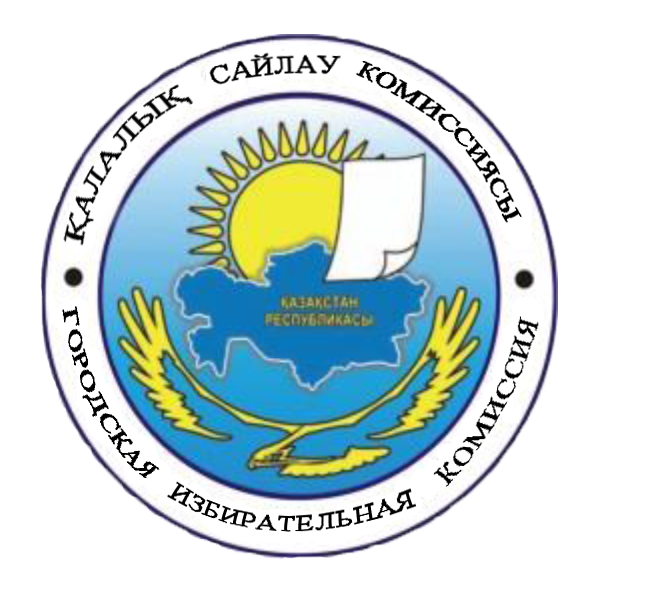 ҚАЛАЛЫҚ САЙЛАУ КОМИССИЯСЫ
ҚАЗАҚСТАН
РЕСПУБЛИКАСЫ
ГОРОДСКАЯ ИЗБИРАТЕЛЬНАЯ КОМИССИЯ